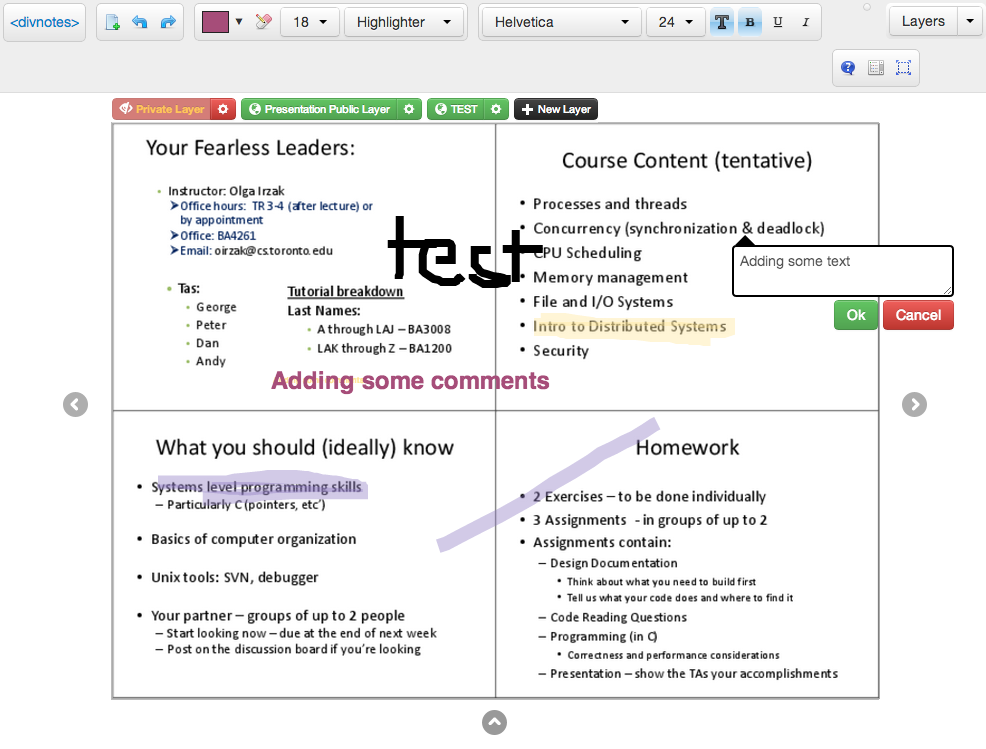 <divnotes>
18
Highlighter
Helvetica
24
T
B
U
I
Layers
Private Layer
Presentation Public Layer
TEST
New Layer
Your Fearless Leaders:
Instructor: Olga Irzak
Office hours: TR 3-4 (after lecture) or
by appointment
Office: BA4261
Email: oirzak@cs.toronto.edu
Tas:
George
Peter
Dan
Andy
Tutorial breakdown
Last Names:
A through LAJ – BA3008
LAK through Z – BA1200
test
Adding some comments
Course Content (tentative)
Processes and threads
Concurrency (synchronization & deadlock)
CPU Scheduling
Memory management
File and I/O Systems
Intro to Distributed Systems
Security
Adding some text
Ok
Cancel
What you should (ideally) know
Systems level programming skills
– Particularly C (pointers, etc')
Basics of computer organization
Unix tools: SVN, debugger
Your partner – groups of up to 2 people
– Start looking now – due at the end of next week
– Post on the discussion board if you're looking
Homework
2 Exercises – to be done individually
3 Assignments - in groups of up to 2
Assignments contain:
– Design Documentation
Think about what you need to build first
Tell us what your code does and where to find it
– Code Reading Questions
– Programming (in C)
Correctness and performance considerations
– Presentation – show the TAs your accomplishments